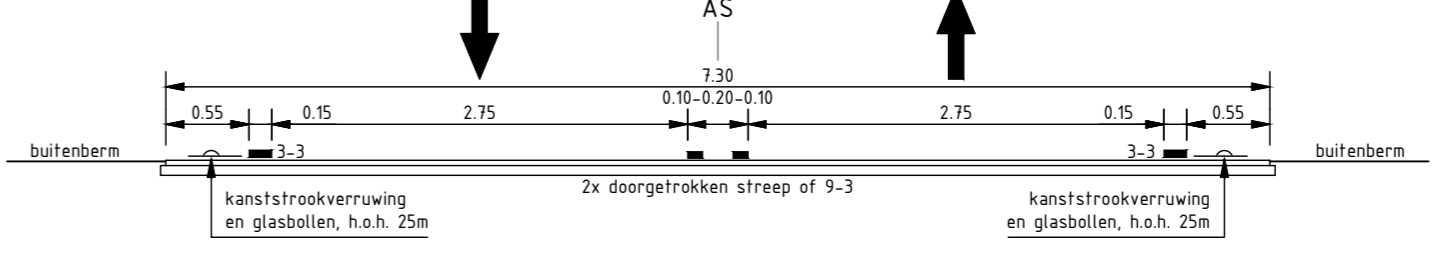 AS
7.30
0.10-0.20-0.10
0.55 0.15 2.75 2.75 0.15 0.55
buitenberm 3-3 3-3 buitenberm
2x doorgetrokken streep of 9-3
kanststrookverruwing kanststrookverruwing
en glasbollen, h.o.h. 25m en glasbollen, h.o.h. 25m